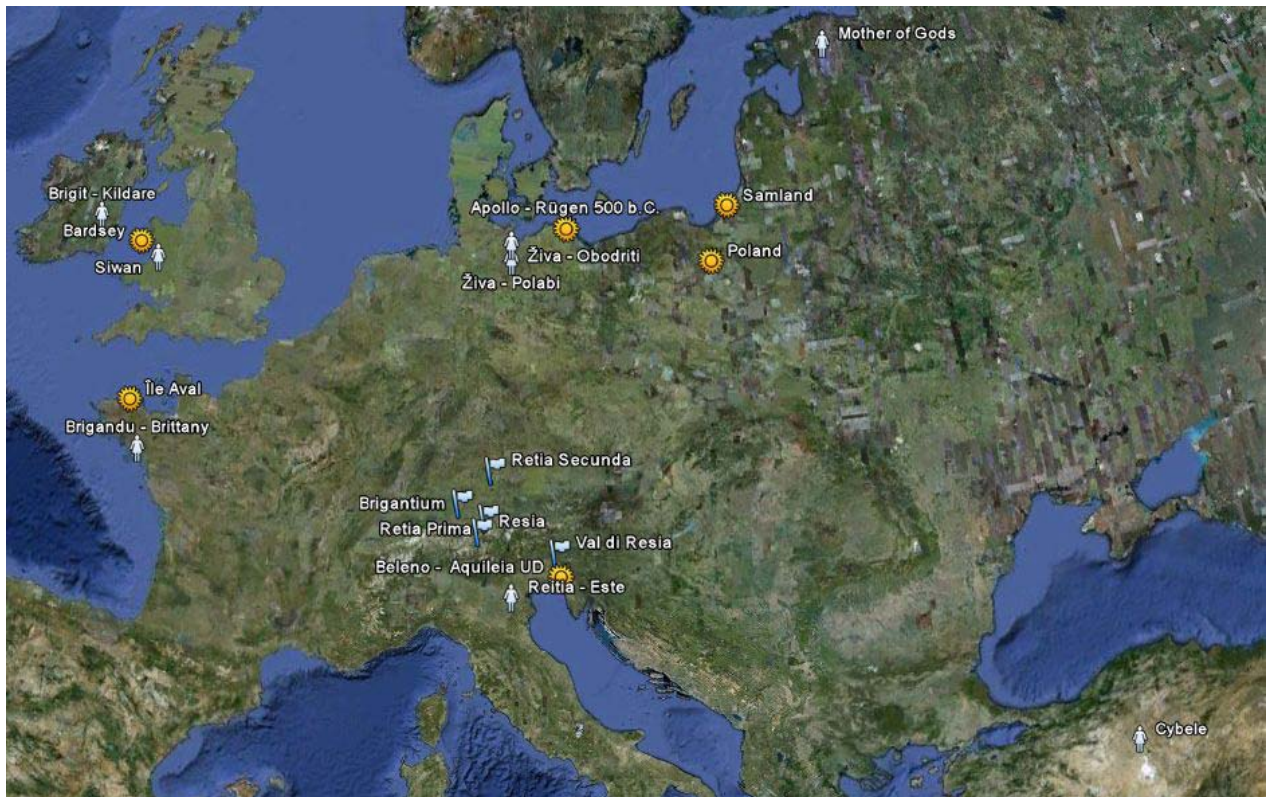 Mother of Gods
Brigit - Kildare
Samland
Apollo - Rügen 500 b.C.
Bardsey
Poland
Živa - Obodriti
Siwan
Živa - Polabi
Île Aval
Brigandu - Brittany
Retia Secunda
Brigantium
Resia
Retia Prima
Val di Resia
Beleno - Aquileia UD
Reitia - Este
Cybele